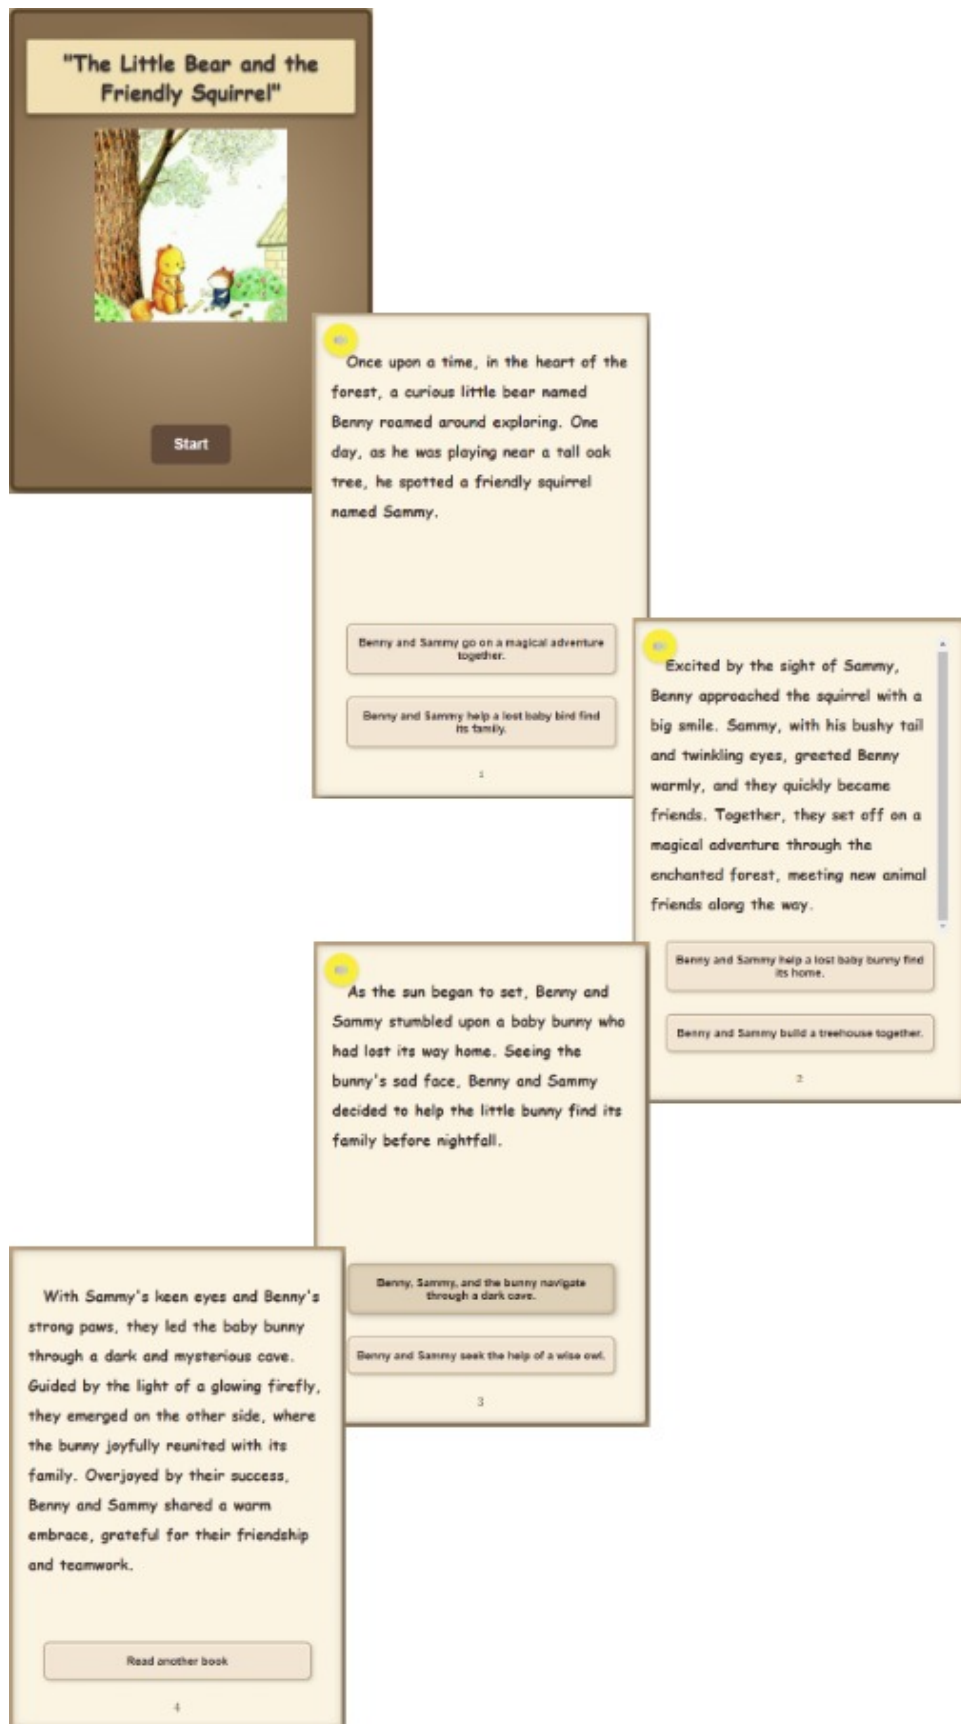 "The Little Bear and the
Friendly Squirrel"
Start
Once upon a time, in the heart of the
forest, a curious little bear named
Benny roamed around exploring. One
day, as he was playing near a tall oak
tree, he spotted a friendly squirrel
named Sammy.
Benny and Sammy go on a magical adventure
together.
Benny and Sammy help a lost baby bird find
its family.
1
Excited by the sight of Sammy,
Benny approached the squirrel with a
big smile. Sammy, with his bushy tail
and twinkling eyes, greeted Benny
warmly, and they quickly became
friends. Together, they set off on a
magical adventure through the
enchanted forest, meeting new animal
friends along the way.
Benny and Sammy help a lost baby bunny find
its home.
Benny and Sammy build a treehouse together.
2
As the sun began to set, Benny and
Sammy stumbled upon a baby bunny who
had lost its way home. Seeing the
bunny's sad face, Benny and Sammy
decided to help the little bunny find its
family before nightfall.
Benny, Sammy, and the bunny navigate
through a dark cave.
Benny and Sammy seek the help of a wise owl.
3
With Sammy's keen eyes and Benny's
strong paws, they led the baby bunny
through a dark and mysterious cave.
Guided by the light of a glowing firefly,
they emerged on the other side, where
the bunny joyfully reunited with its
family. Overjoyed by their success,
Benny and Sammy shared a warm
embrace, grateful for their friendship
and teamwork.
Read another book
4